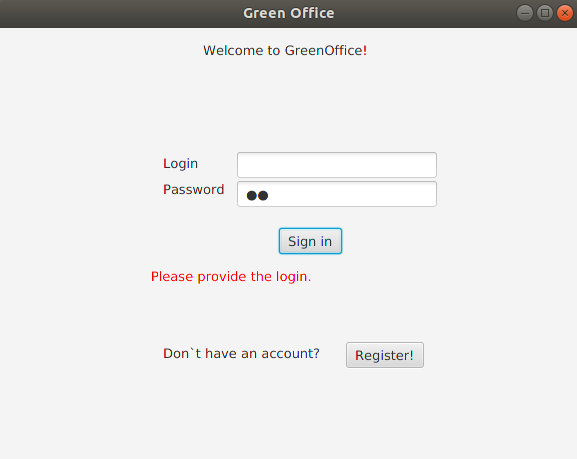 Green Office
Welcome to GreenOffice!
Login
Password
Sign in
Please provide the login.
Don`t have an account?
Register!